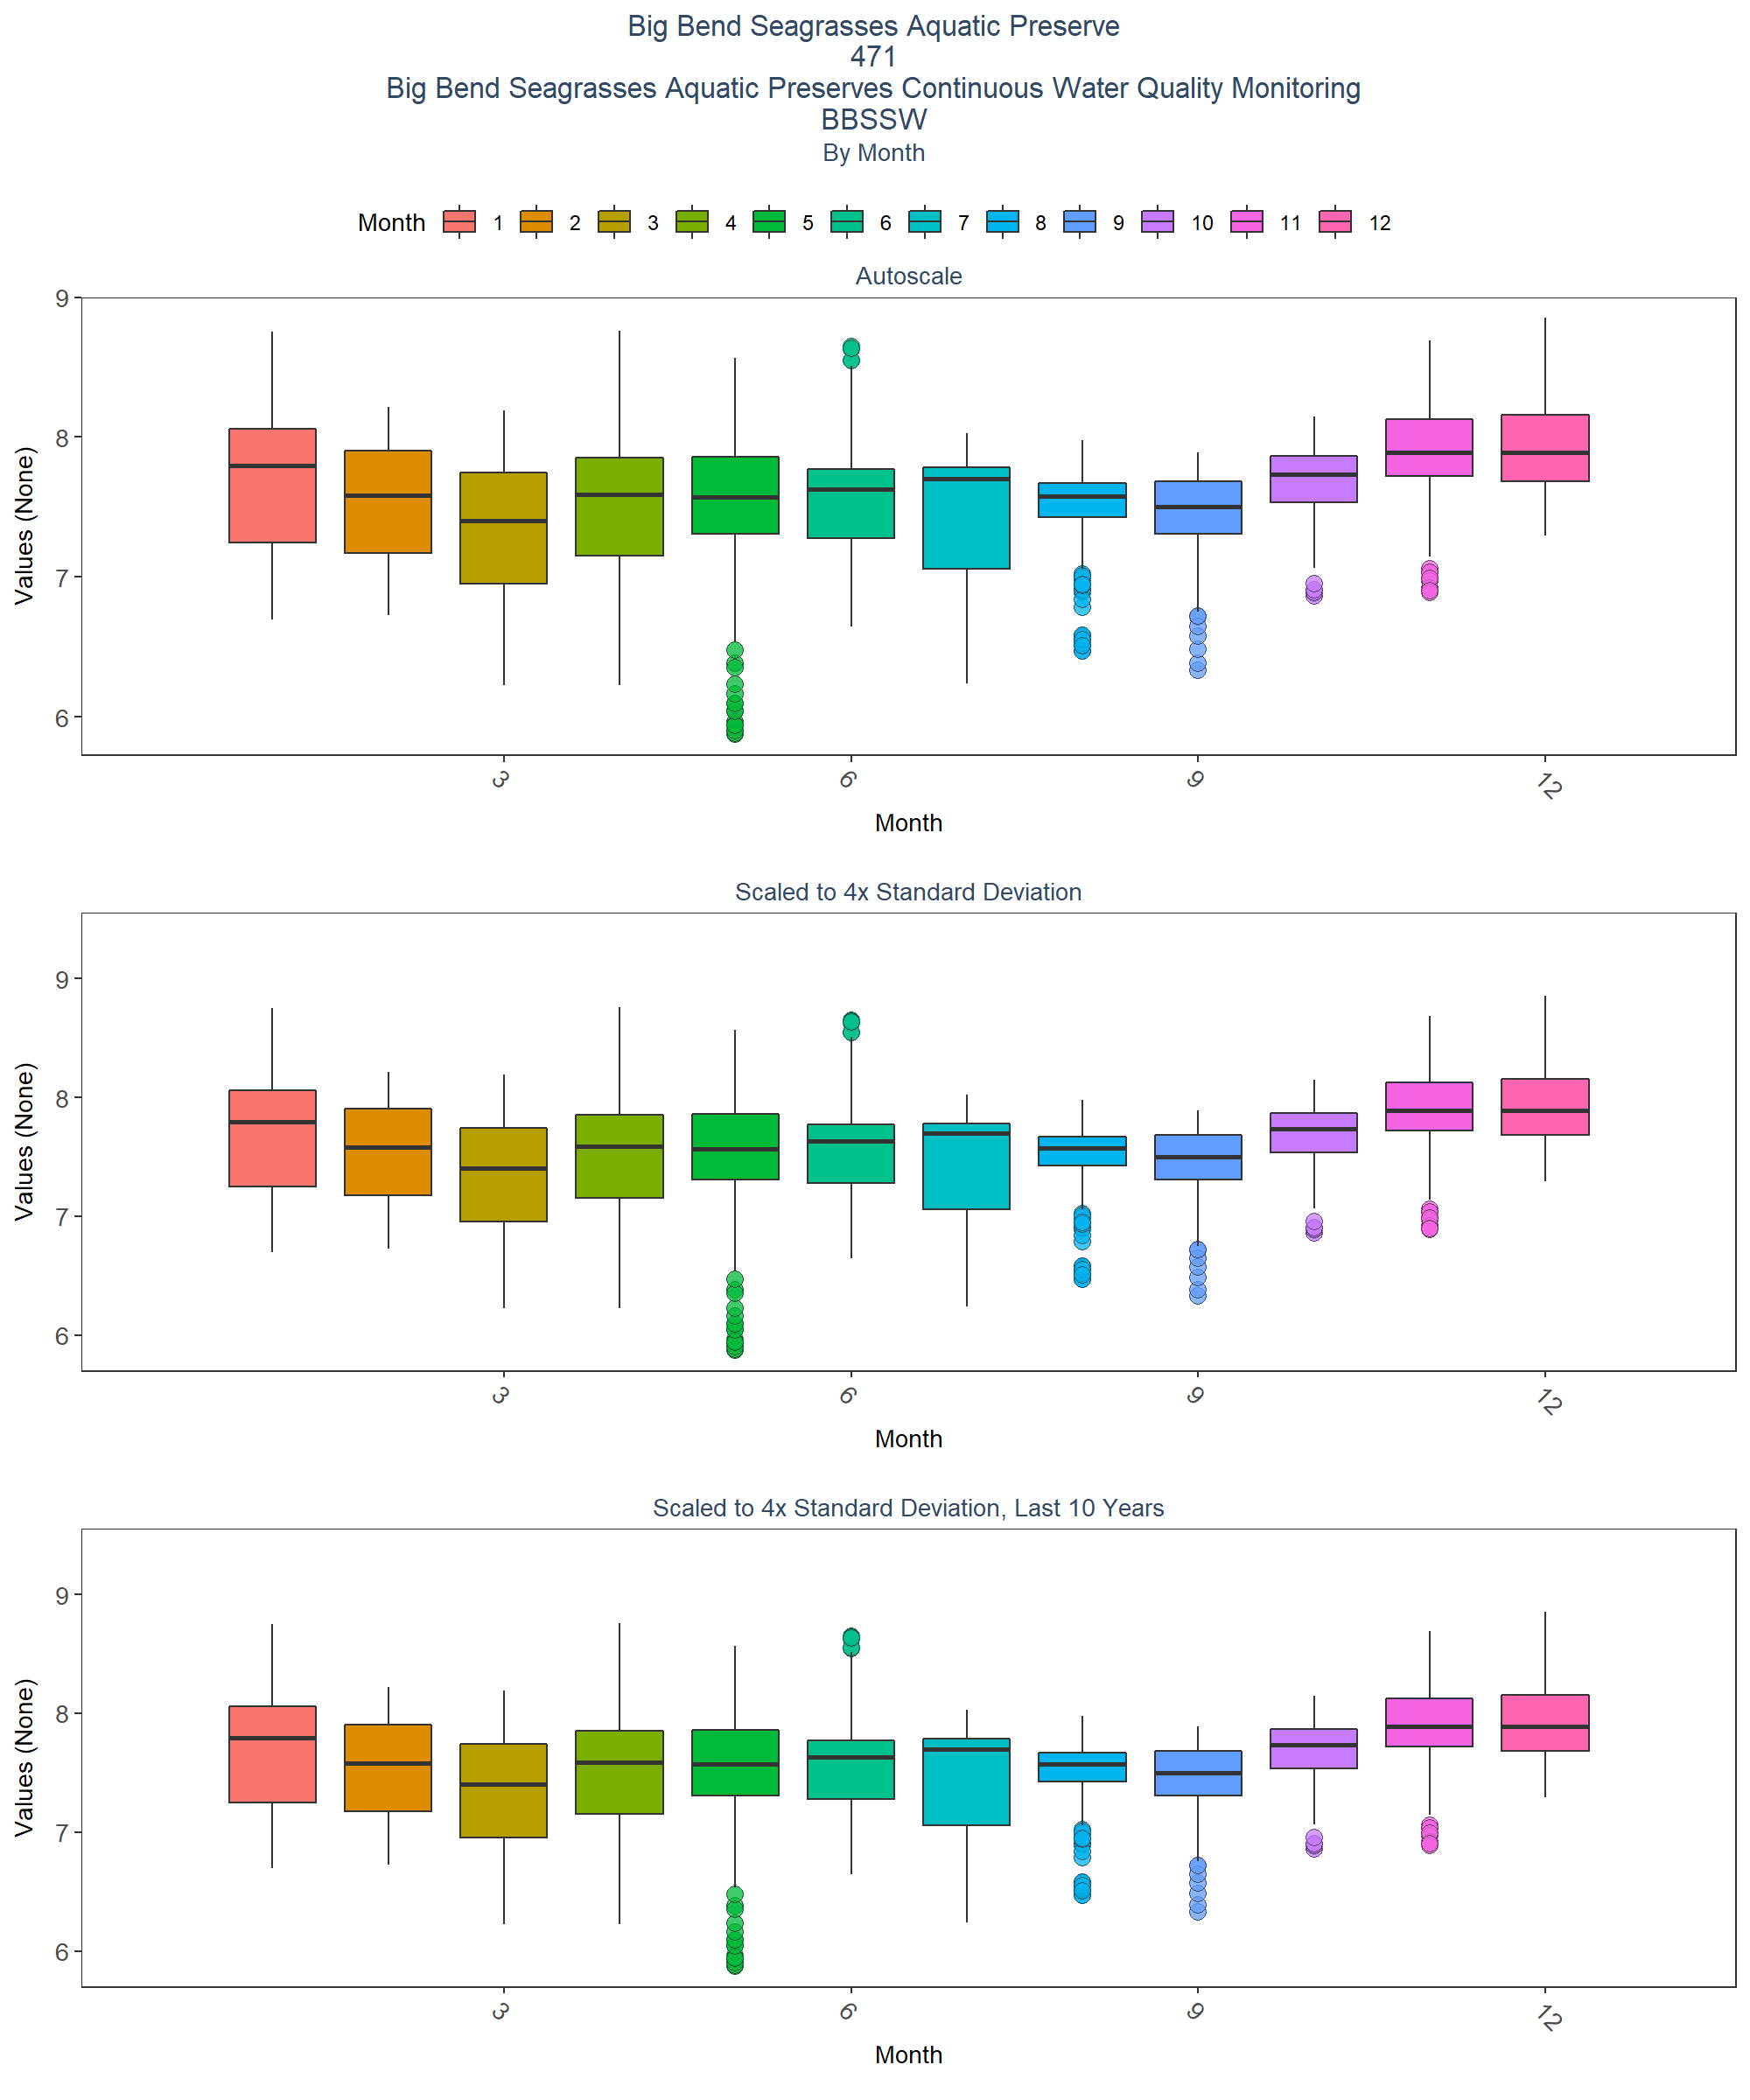 Big Bend Seagrasses Aquatic Preserve
471
Big Bend Seagrasses Aquatic Preserves Continuous Water Quality Monitoring
BBSSW
By Month
Month 1 2 3 4 5 6 7 8 9 10 11 12
Autoscale
Values (None)
9
8
7
6
3 6 9 12
Month
Scaled to 4x Standard Deviation
Values (None)
9
8
7
6
3 6 9 12
Month
Scaled to 4x Standard Deviation, Last 10 Years
Values (None)
9
8
7
6
3 6 9 12
Month